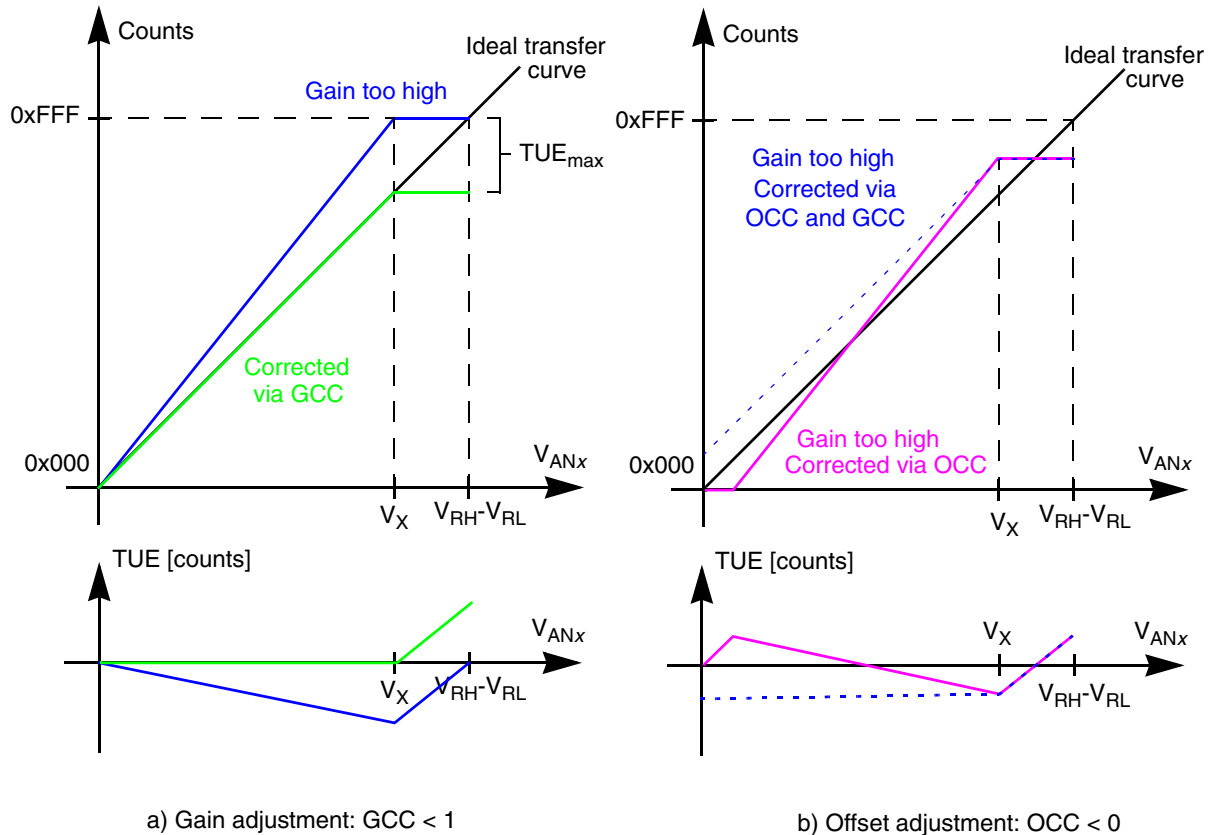 Counts
Ideal transfer
curve
Gain too high
0xFFF
TUEmax
Corrected
via GCC
0x000
VANx
VX
VRH-VRL
TUE [counts]
VANx
VX
VRH-VRL
a) Gain adjustment: GCC < 1
Counts
Ideal transfer
curve
0xFFF
Gain too high
Corrected via
OCC and GCC
Gain too high
Corrected via OCC
0x000
VANx
VX
VRH-VRL
TUE [counts]
VX
VANx
VRH-VRL
b) Offset adjustment: OCC < 0